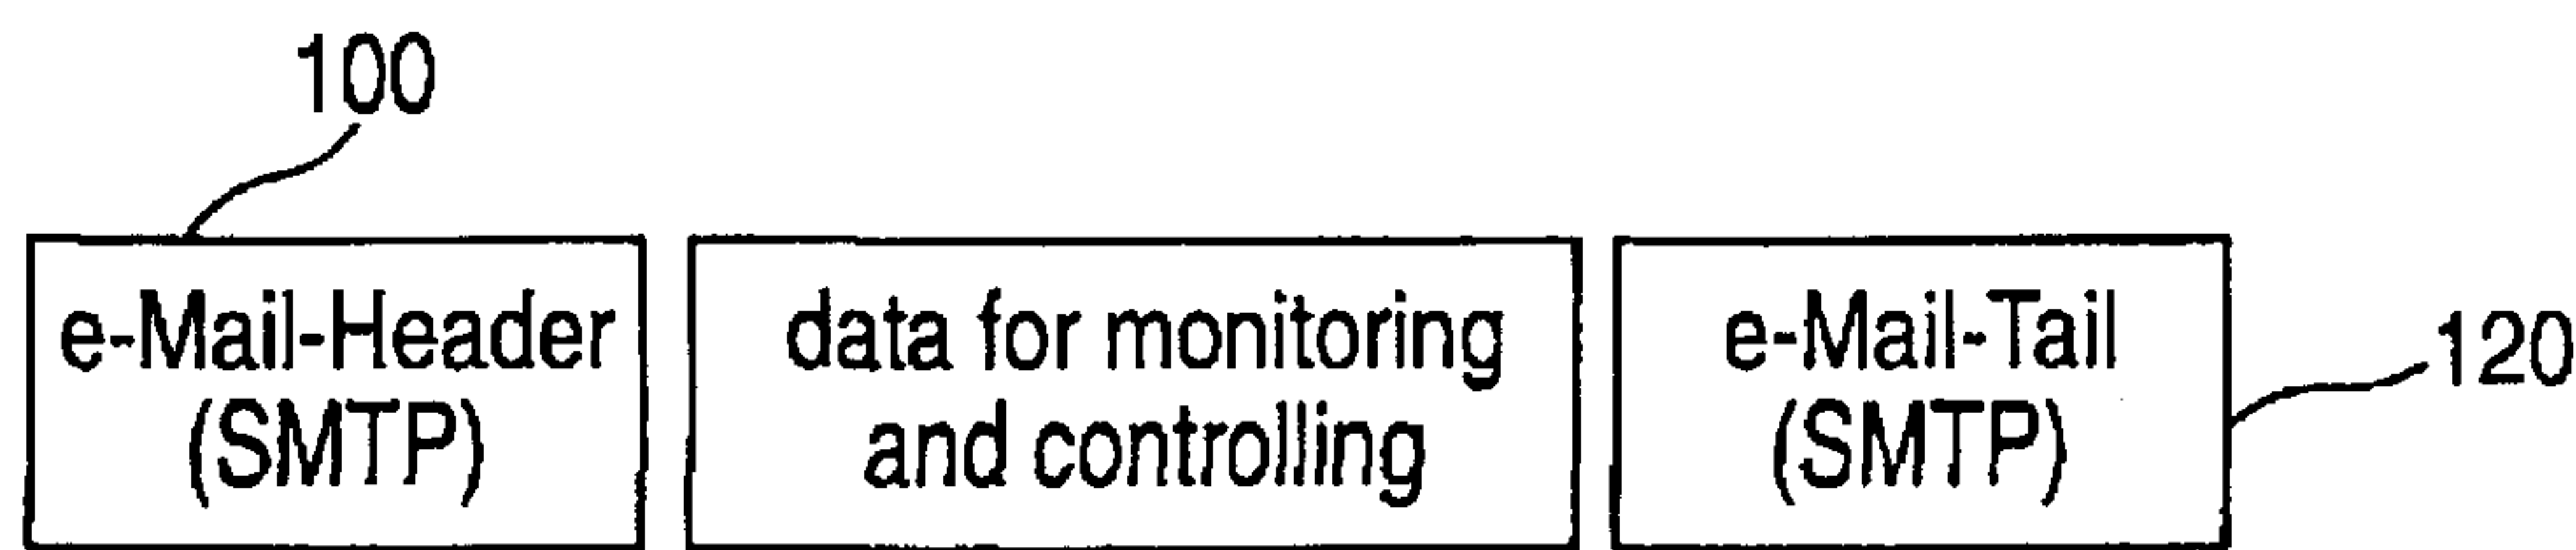 100
e-Mail-Header
(SMTP)
data for monitoring
and controlling
e-Mail-Tail
(SMTP)
120